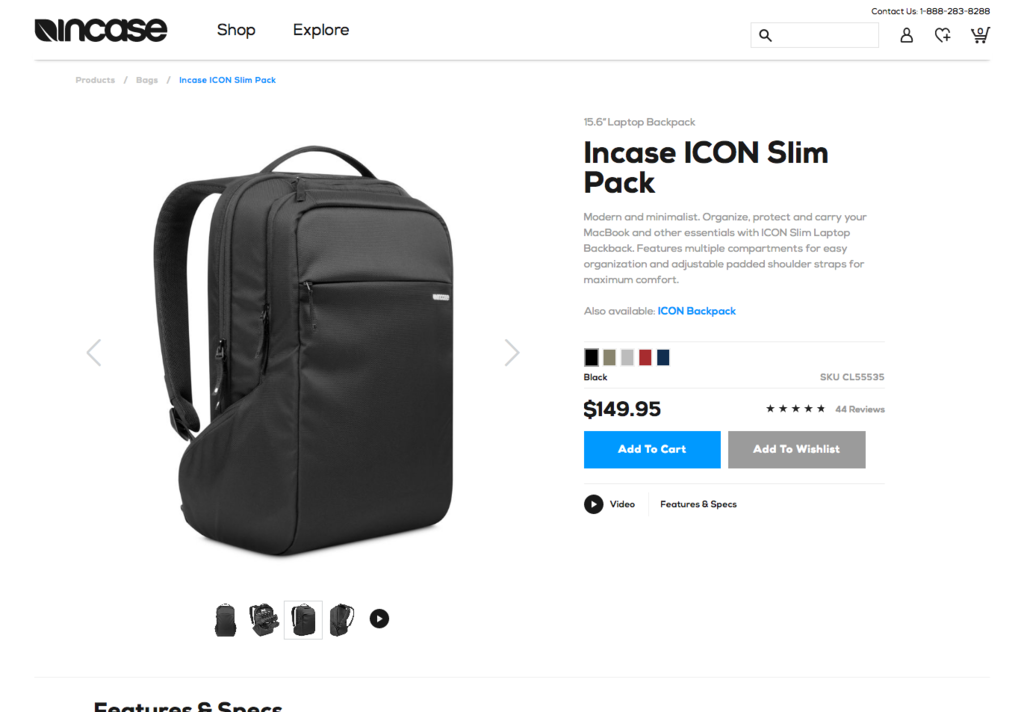 Contact Us: 1-888-283-8288
incase
Shop
Explore
0
Products / Bags / Incase ICON Slim Pack
15.6" Laptop Backpack
Incase ICON Slim
Pack
Modern and minimalist. Organize, protect and carry your
MacBook and other essentials with ICON Slim Laptop
Backback. Features multiple compartments for easy
organization and adjustable padded shoulder straps for
maximum comfort.
Also available: ICON Backpack
Black
SKU CL55535
$149.95
44 Reviews
Add To Cart
Add To Wishlist
Video
Features & Specs
Features & Specs